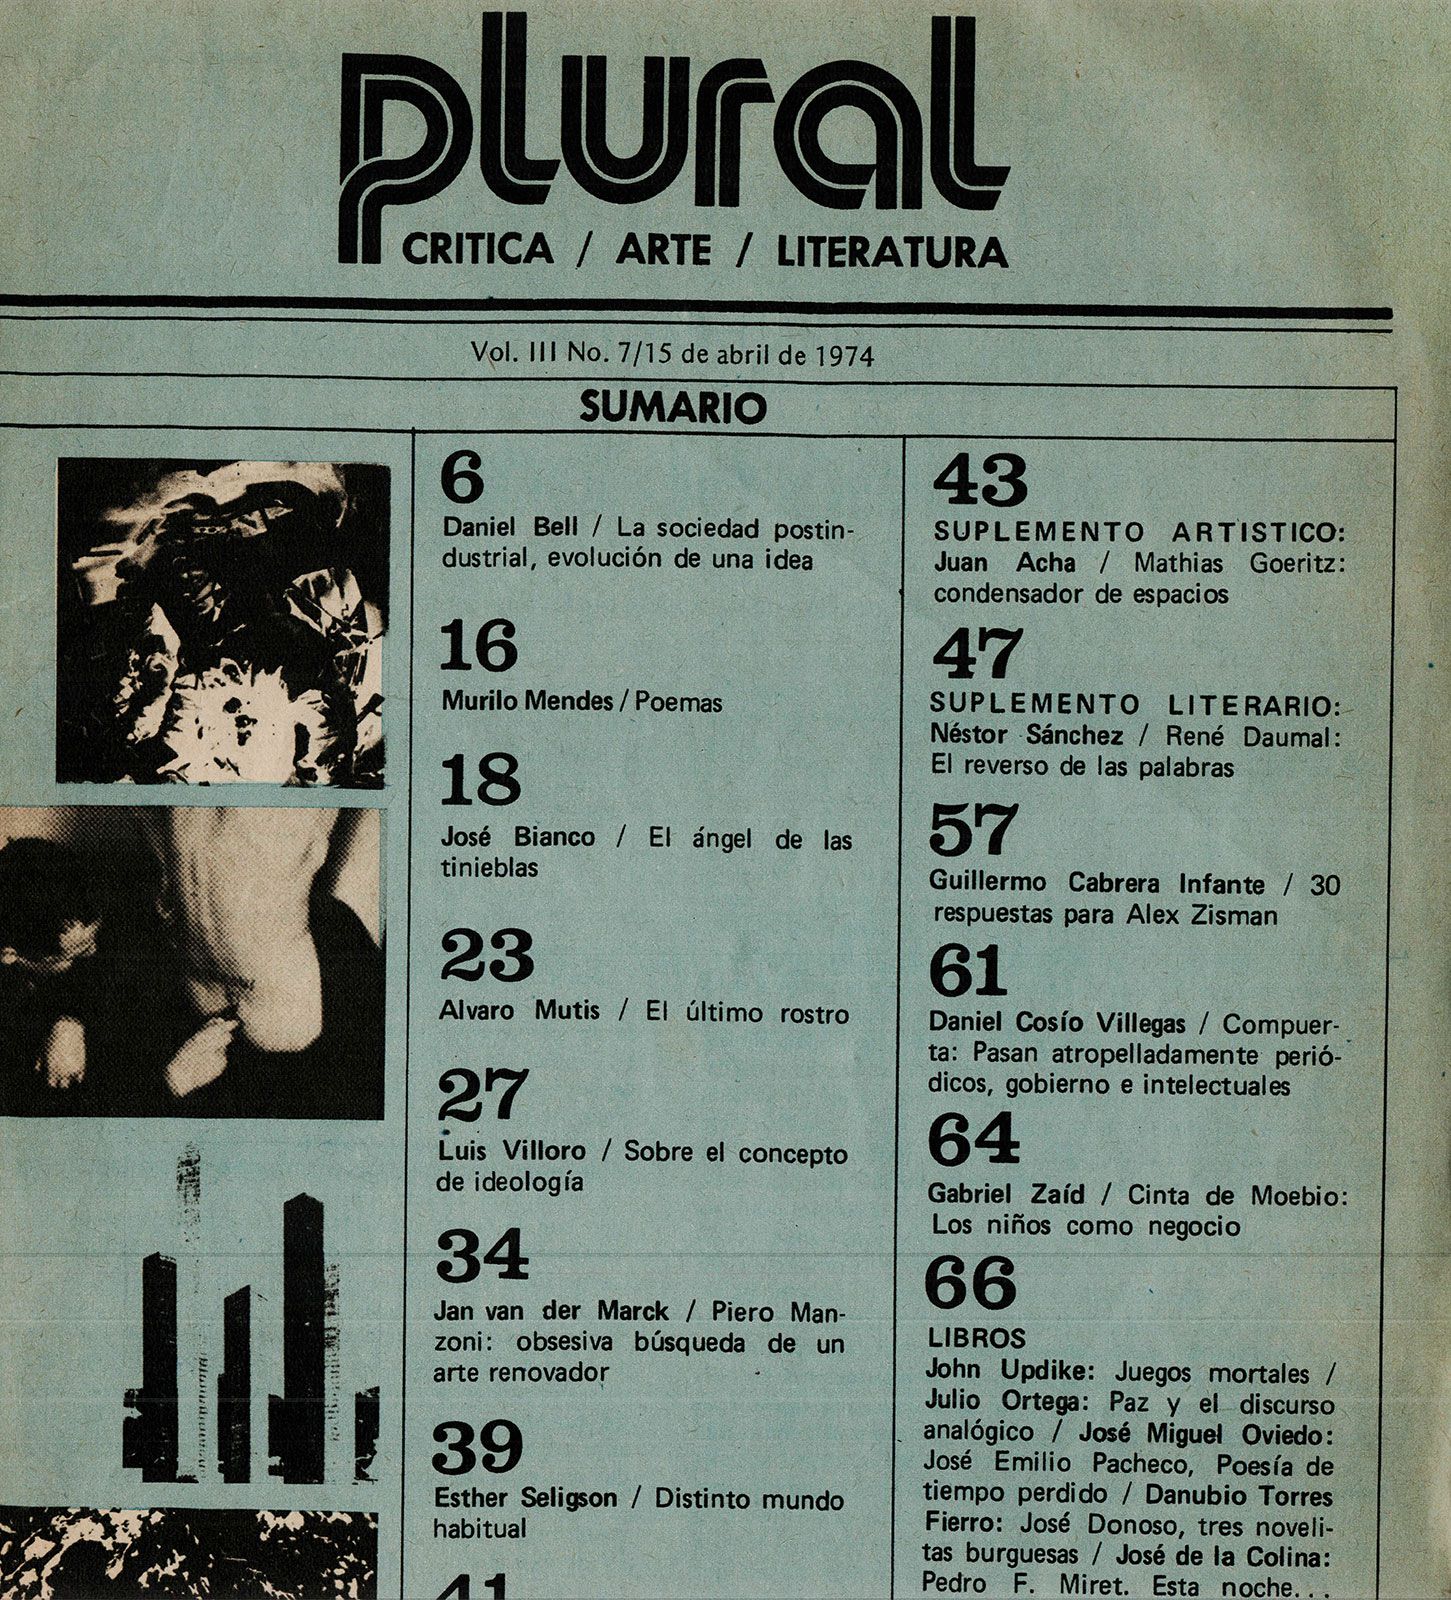 plural
CRITICA / ARTE / LITERATURA
Vol. III No. 7/15 de abril de 1974
SUMARIO
6
Daniel Bell / La sociedad postin-
dustrial, evolución de una idea
16
Murilo Mendes / Poemas
18
José Bianco / El ángel de las
tinieblas
23
Alvaro Mutis / El último rostro
27
Luis Villoro / Sobre el concepto
de ideología
34
Jan van der Marck / Piero Man-
zoni: obsesiva búsqueda de un
arte renovador
39
Esther Seligson / Distinto mundo
habitual
41
43
SUPLEMENTO ARTISTICO:
Juan Acha / Mathias Goeritz:
condensador de espacios
47
SUPLEMENTO LITERARIO:
Néstor Sánchez / René Daumal:
El reverso de las palabras
57
Guillermo Cabrera Infante / 30
respuestas para Alex Zisman
61
Daniel Cosío Villegas / Compuer-
ta: Pasan atropelladamente perió-
dicos, gobierno e intelectuales
64
Gabriel Zaíd / Cinta de Moebio:
Los niños como negocio
66
LIBROS
John Updike: Juegos mortales /
Julio Ortega: Paz y el discurso
analógico / José Miguel Oviedo:
José Emilio Pacheco, Poesía de
tiempo perdido / Danubio Torres
Fierro: José Donoso, tres noveli-
tas burguesas / José de la Colina:
Pedro F. Miret. Esta noche...